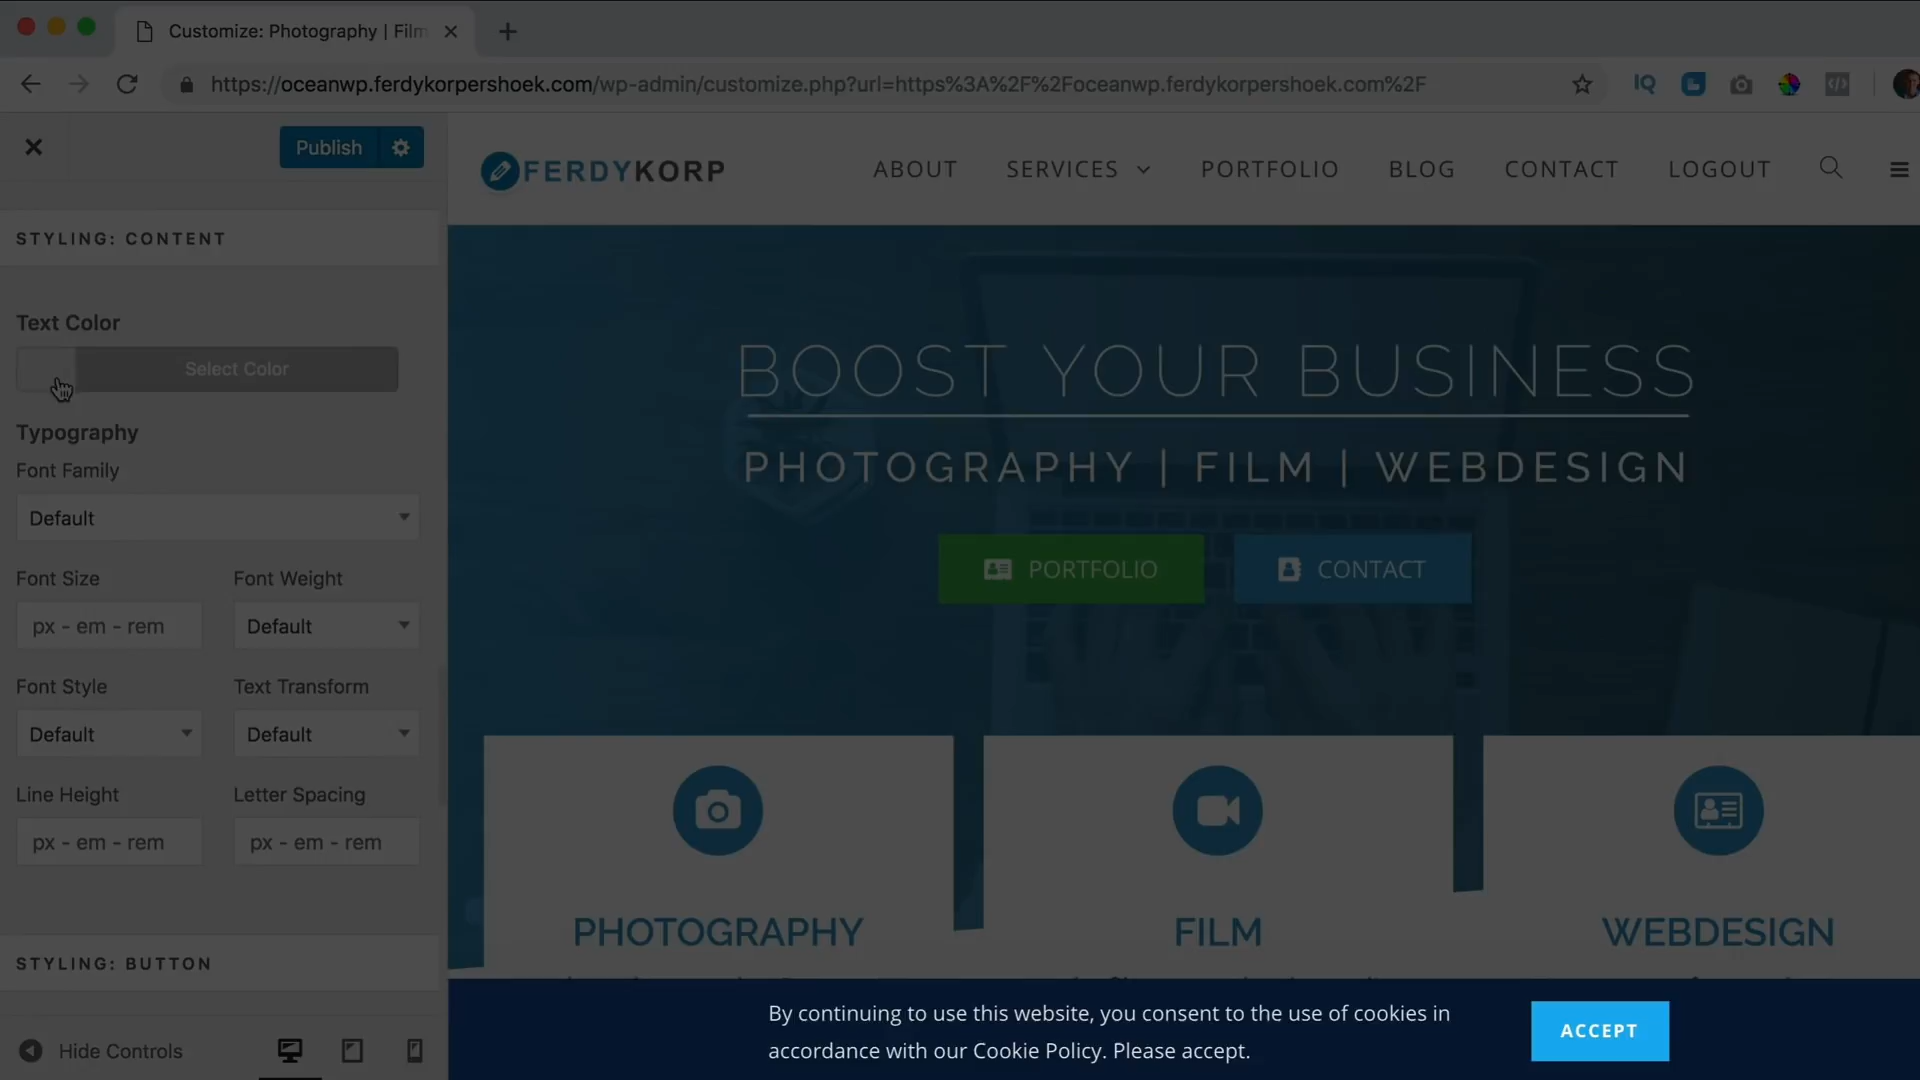 Customize: Photography | Film
https://oceanwp.ferdykorpershoek.com/wp-admin/customize.php?url=https%3A%2F%2Foceanwp.ferdykorpershoek.com%2F
Publish
FERDYKORP
ABOUT
SERVICES
PORTFOLIO
BLOG
CONTACT
LOGOUT
STYLING: CONTENT
Text Color
Select Color
Typography
Font Family
Default
Font Size
Font Weight
px - em - rem
Default
Font Style
Text Transform
Default
Default
Line Height
Letter Spacing
px - em - rem
px - em - rem
STYLING: BUTTON
Hide Controls
BOOST YOUR BUSINESS
PHOTOGRAPHY | FILM | WEBDESIGN
PORTFOLIO
CONTACT
PHOTOGRAPHY
FILM
WEBDESIGN
By continuing to use this website, you consent to the use of cookies in
accordance with our Cookie Policy. Please accept.
ACCEPT